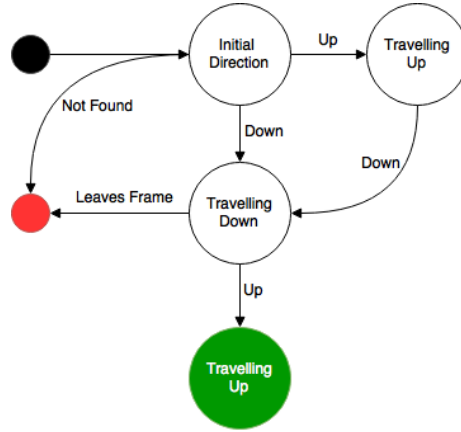 Initial
Direction
Up
Travelling
Up
Not Found
Down
Down
Leaves Frame
Travelling
Down
Up
Travelling
Up